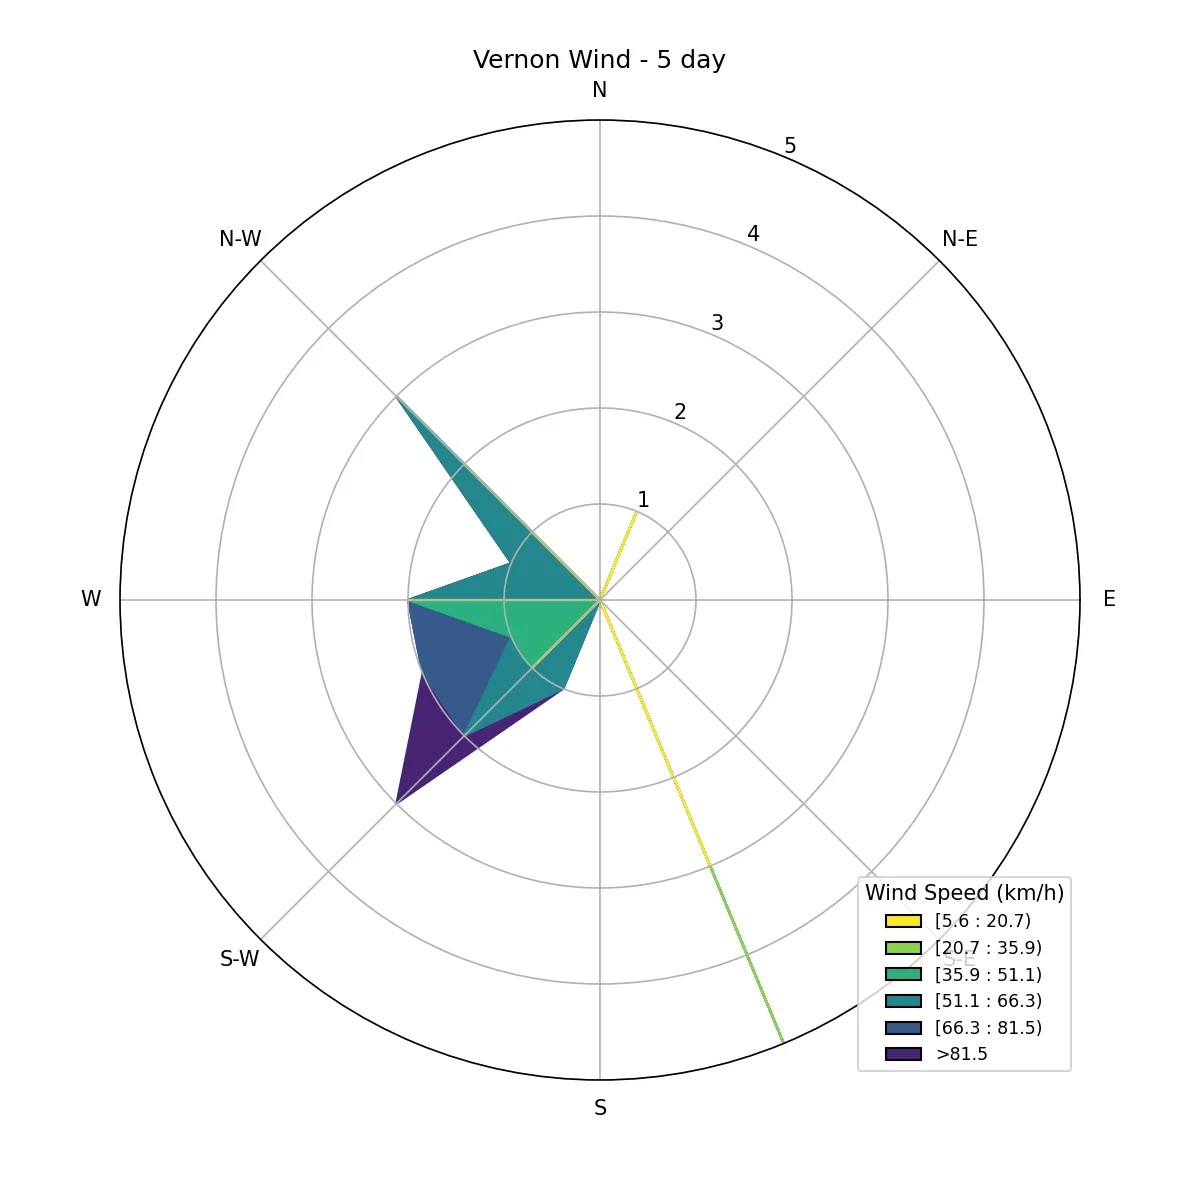 Vernon Wind - 5 day
N
5
N-W
N-E
4
3
2
1
W
E
Wind Speed (km/h)
[5.6 : 20.7)
[20.7 : 35.9)
S-W
S-E
[35.9 : 51.1)
[51.1 : 66.3)
[66.3 : 81.5)
>81.5
S